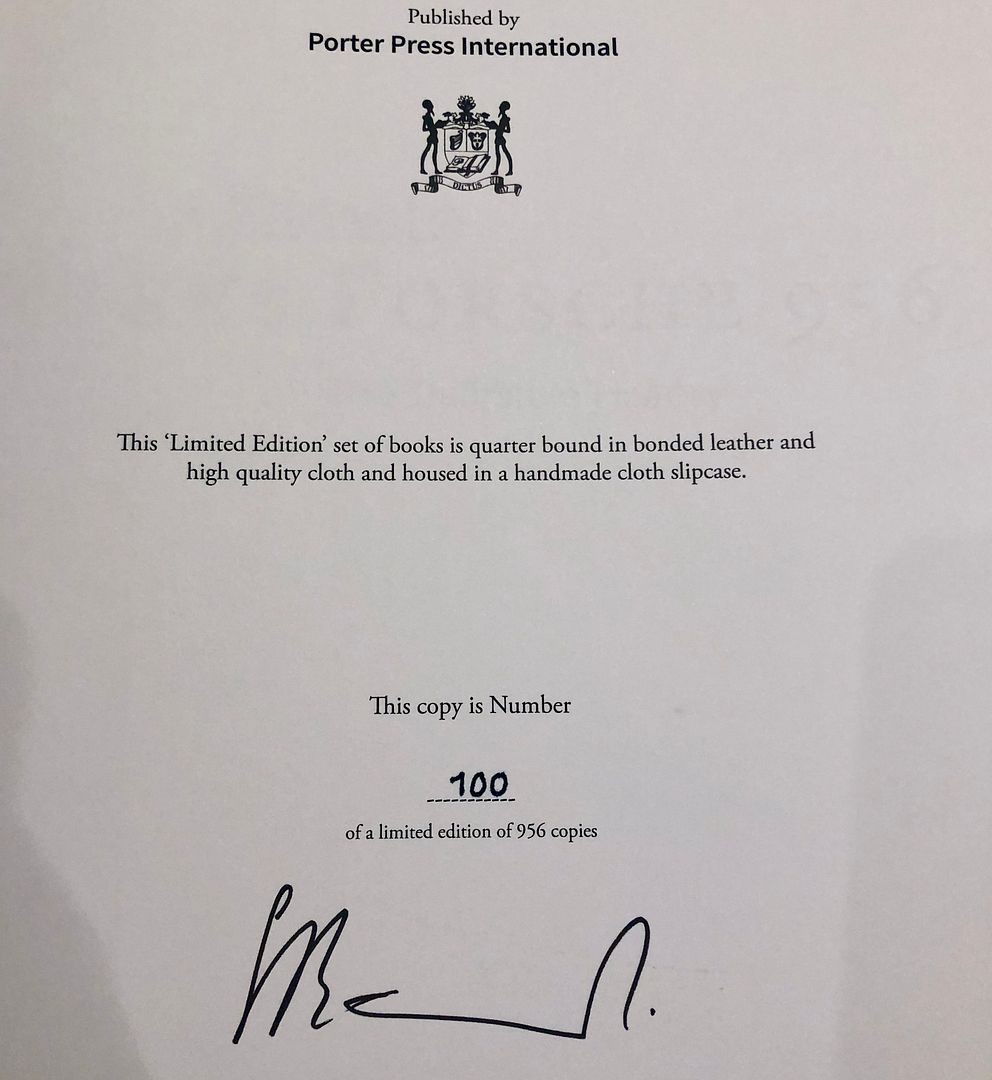 Published by
Porter Press International
DICTUS
This ‘Limited Edition’ set of books is quarter bound in bonded leather and
high quality cloth and housed in a handmade cloth slipcase.
This copy is Number
100
of a limited edition of 956 copies